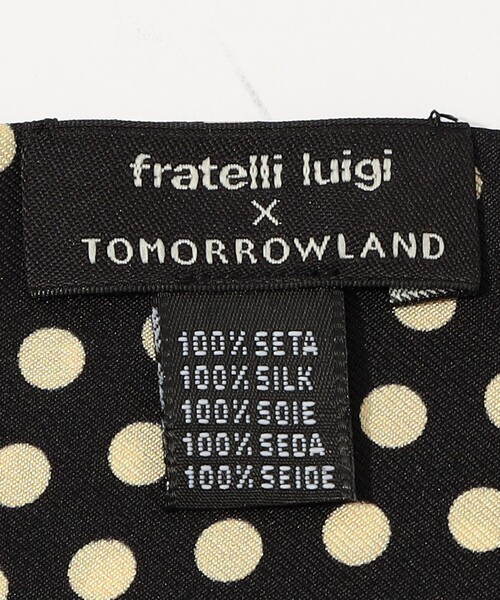 fratelli luigi
×
TOMORROWLAND
100% SETA
100% SILK
100% SOIE
100% SEDA
100% SEIDE